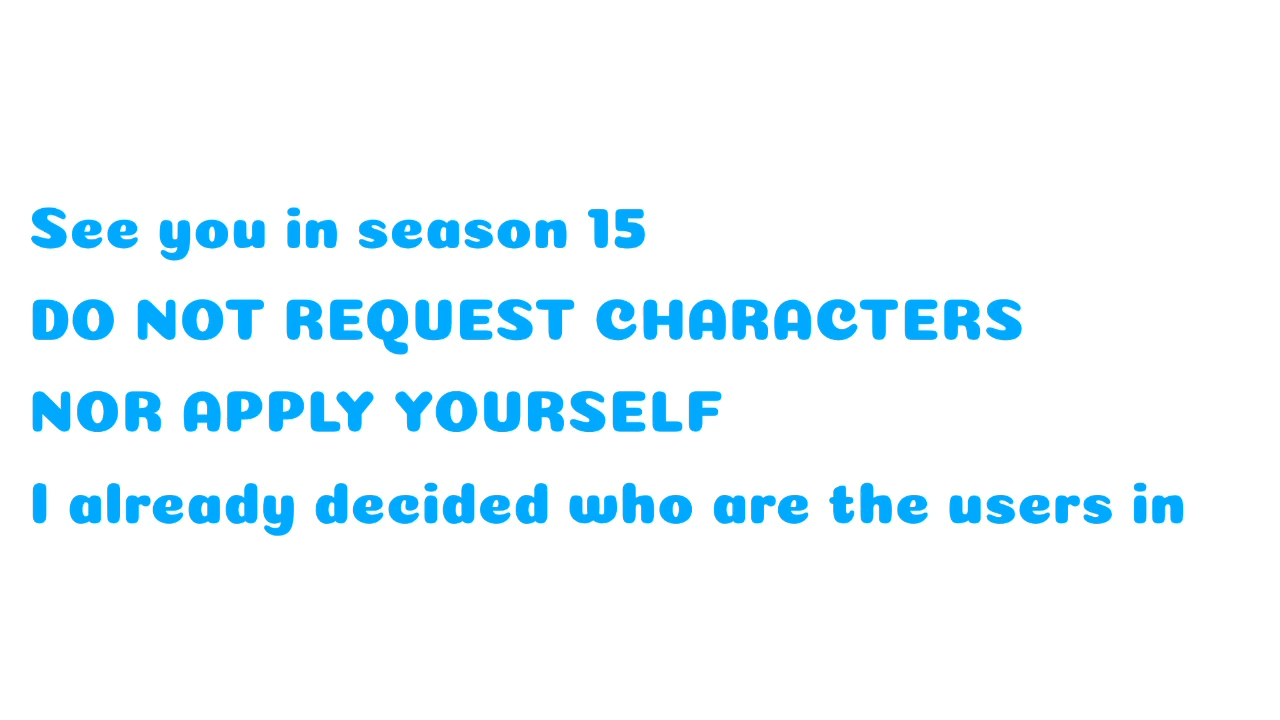 See you in season 15
DO NOT REQUEST CHARACTERS
NOR APPLY YOURSELF
I already decided who are the users in